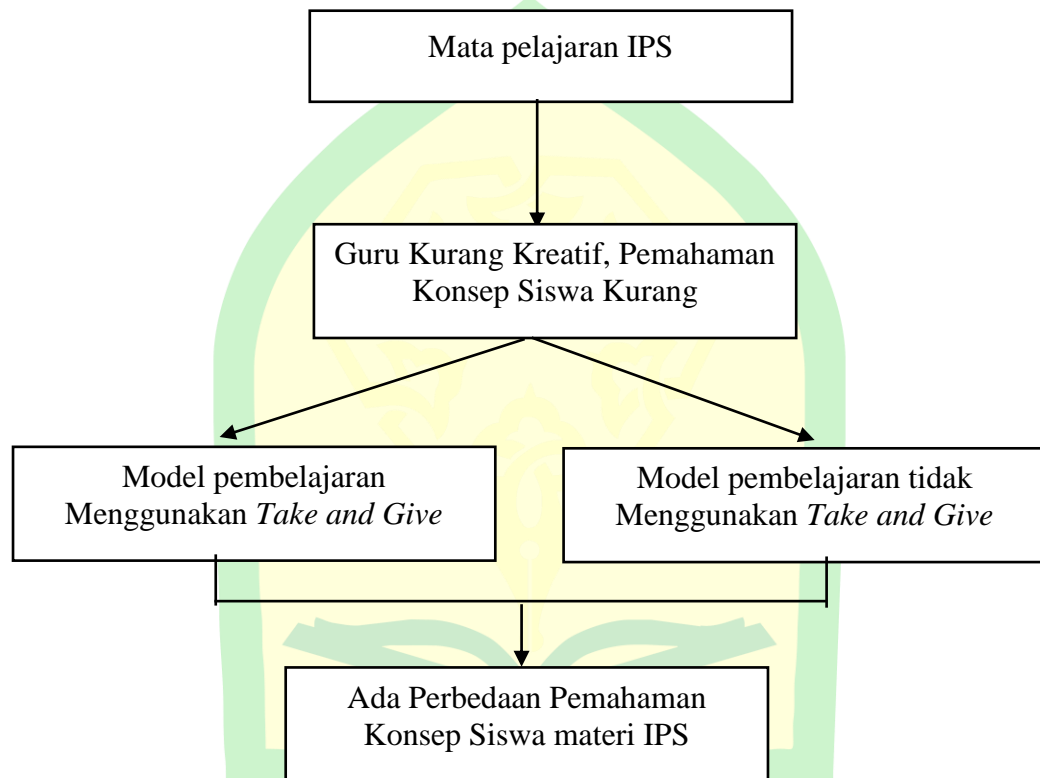 Mata pelajaran IPS
Guru Kurang Kreatif, Pemahaman
Konsep Siswa Kurang
Model pembelajaran
Menggunakan Take and Give
Model pembelajaran tidak
Menggunakan Take and Give
Ada Perbedaan Pemahaman
Konsep Siswa materi IPS